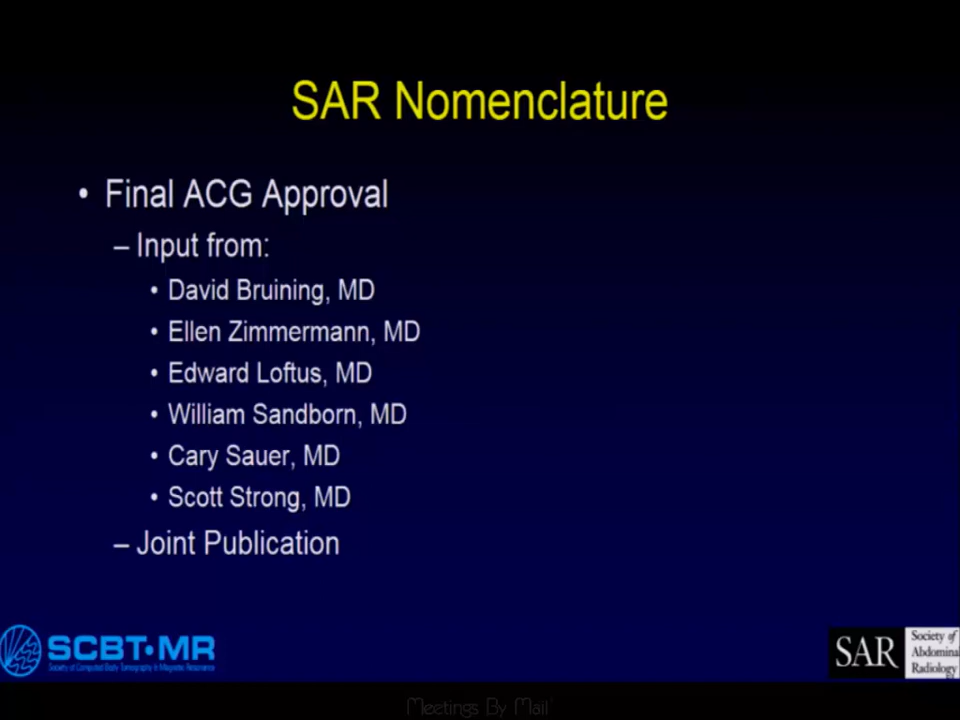 SAR Nomenclature
• Final ACG Approval
– Input from:
• David Bruining, MD
• Ellen Zimmermann, MD
• Edward Loftus, MD
• William Sandborn, MD
• Cary Sauer, MD
• Scott Strong, MD
– Joint Publication
SCBT•MR
Society of Computed Body Tomography & Magnetic Resonance
SAR
Society of
Abdominal
Radiology
Meetings By Mail